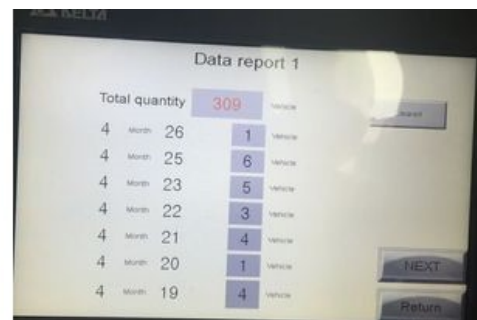 DELTA
Data report 1
Total quantity 309 Vehicle
4 Month 26 1 Vehicle
4 Month 25 6 Vehicle
4 Month 23 5 Vehicle
4 Month 22 3 Vehicle
4 Month 21 4 Vehicle
4 Month 20 1 Vehicle
4 Month 19 4 Vehicle
NEXT
Return